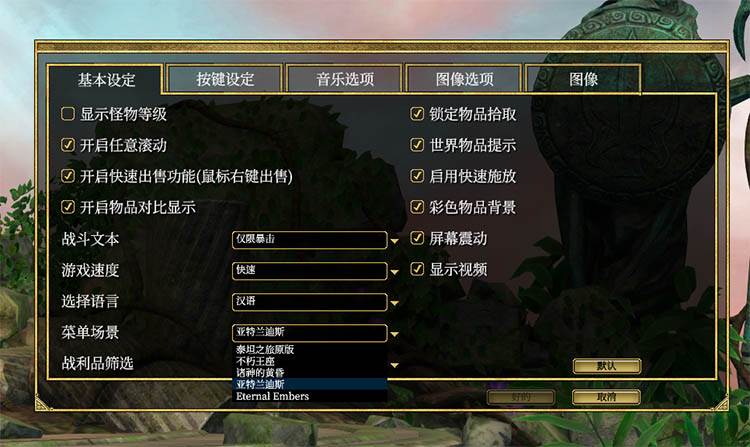 基本设定 按键设定 音乐选项 图像选项 图像
显示怪物等级 锁定物品拾取
开启任意滚动 世界物品提示
开启快速出售功能(鼠标右键出售) 启用快速施放
开启物品对比显示 彩色物品背景
战斗文本 仅限暴击 屏幕震动
游戏速度 快速 显示视频
选择语言 汉语
菜单场景 亚特兰迪斯
泰坦之旅原版
不朽王座
战利品筛选 诸神的黄昏 默认
亚特兰迪斯
Eternal Embers 好的 取消